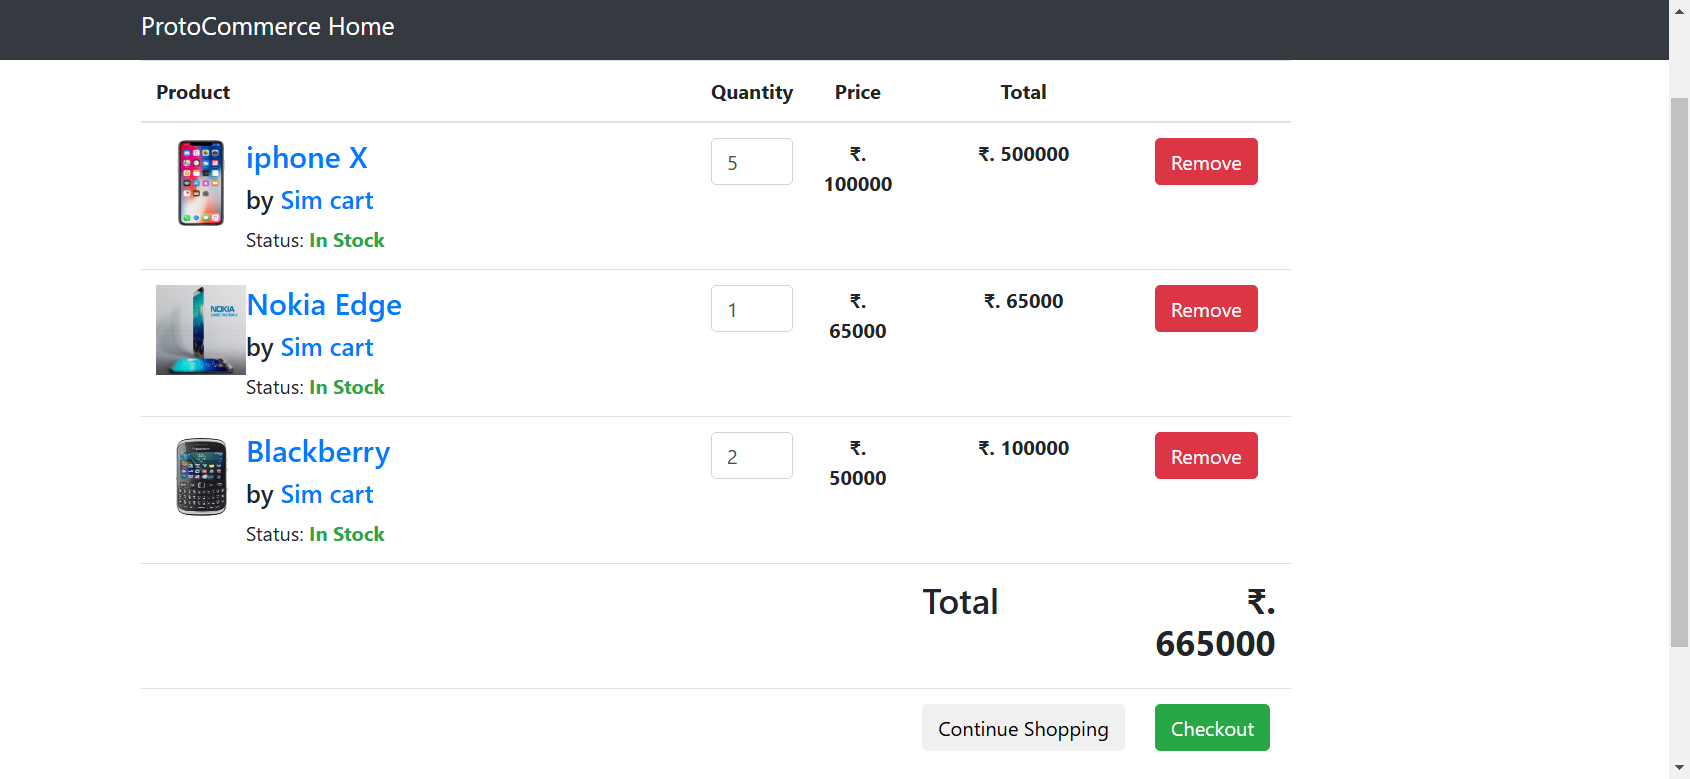 ProtoCommerce Home
Product Quantity Price Total
iphone X
by Sim cart
Status: In Stock
5
₹.
100000
₹. 500000
Remove
NOKIA
Nokia Edge
by Sim cart
Status: In Stock
1
₹.
65000
₹. 65000
Remove
Blackberry
by Sim cart
Status: In Stock
2
₹.
50000
₹. 100000
Remove
Total
₹.
665000
Continue Shopping
Checkout